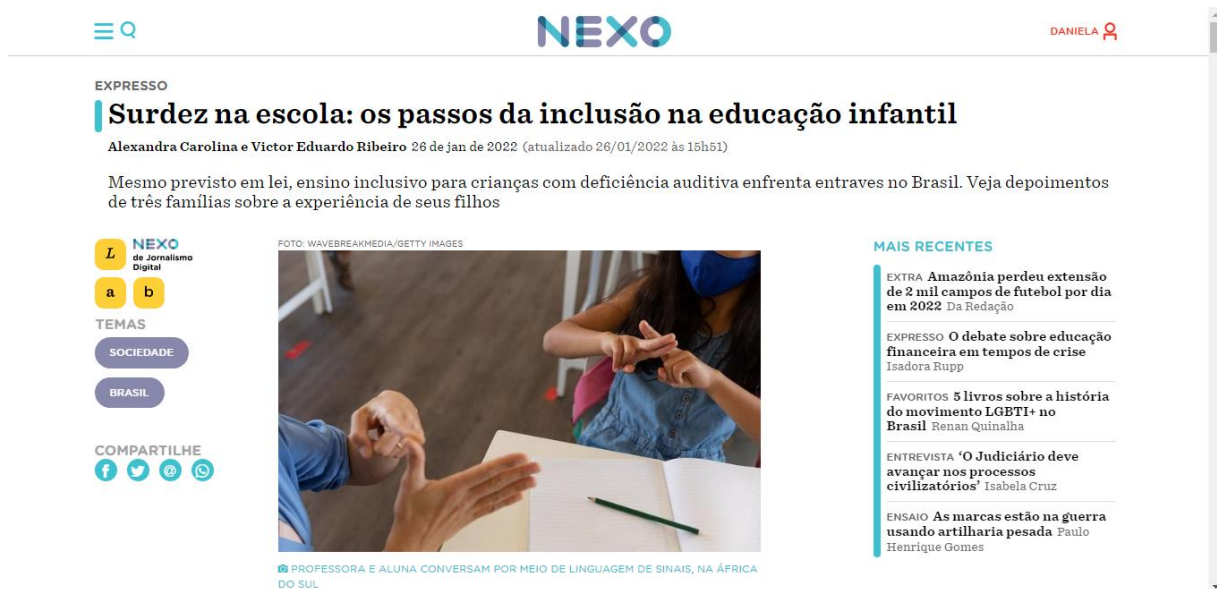 NEXO
DANIELA
EXPRESSO
Surdez na escola: os passos da inclusão na educação infantil
Alexandra Carolina e Victor Eduardo Ribeiro 26 de jan de 2022 (atualizado 26/01/2022 às 15h51)
Mesmo previsto em lei, ensino inclusivo para crianças com deficiência auditiva enfrenta entraves no Brasil. Veja depoimentos
de três famílias sobre a experiência de seus filhos
L
NEXO
de Jornalismo
Digital
a b
TEMAS
SOCIEDADE
BRASIL
COMPARTILHE
FOTO: WAVEBREAKMEDIA/GETTY IMAGES
PROFESSORA E ALUNA CONVERSAM POR MEIO DE LINGUAGEM DE SINAIS, NA ÁFRICA
DO SUL
MAIS RECENTES
EXTRA Amazônia perdeu extensão
de 2 mil campos de futebol por dia
em 2022 Da Redação
EXPRESSO O debate sobre educação
financeira em tempos de crise
Isadora Rupp
FAVORITOS 5 livros sobre a história
do movimento LGBTI+ no
Brasil Renan Quinalha
ENTREVISTA ‘O Judiciário deve
avançar nos processos
civilizatórios’ Isabela Cruz
ENSAIO As marcas estão na guerra
usando artilharia pesada Paulo
Henrique Gomes